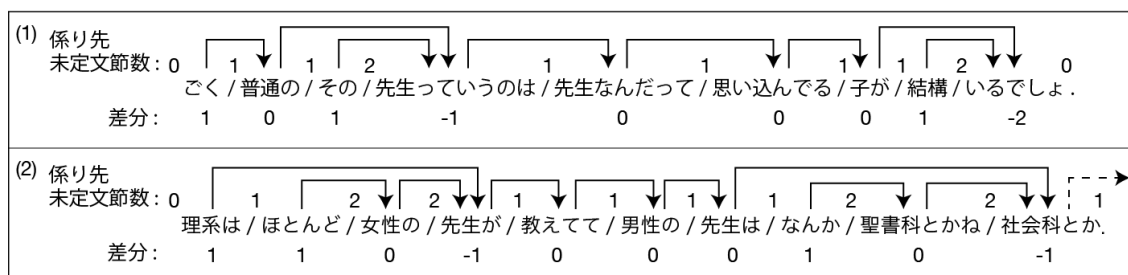 (1) 係り先
未定文節数 : 0 1 1 2 1 1 1 1 2 0
ごく / 普通の / その / 先生っていうのは / 先生なんだって / 思い込んでる / 子が / 結構 / いるでしょ .
差分 : 1 0 1 -1 0 0 0 1 -2
(2) 係り先
未定文節数 : 0 1 2 2 1 1 1 1 2 2 1
理系は / ほとんど / 女性の / 先生が / 教えてて / 男性の / 先生は / なんか / 聖書科とかね / 社会科とか.
差分 : 1 1 0 -1 0 0 0 1 0 -1